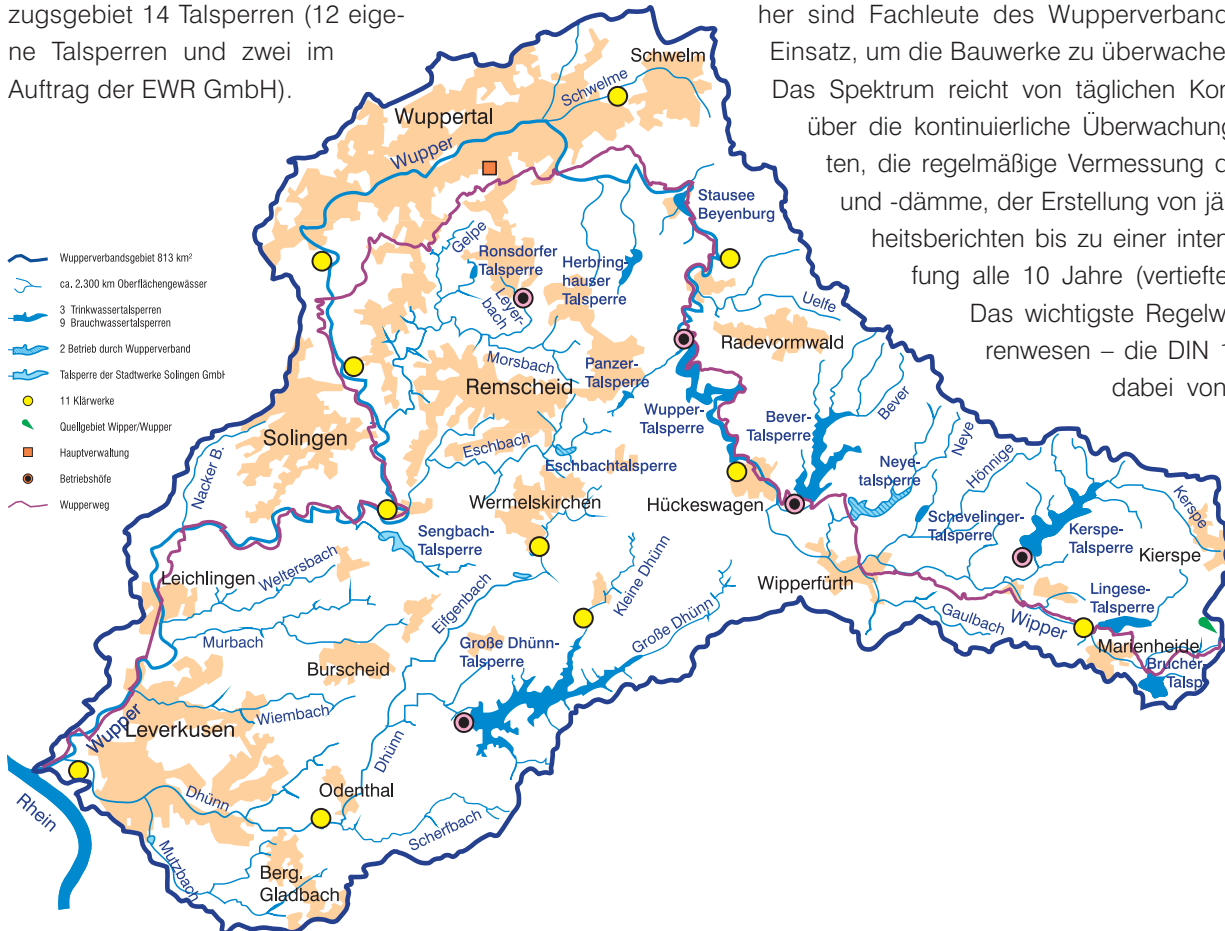 zugsgebiet 14 Talsperren (12 eige-
ne Talsperren und zwei im
Auftrag der EWR GmbH).
her sind Fachleute des Wupperverband
Einsatz, um die Bauwerke zu überwache
Das Spektrum reicht von täglichen Kon
über die kontinuierliche Überwachung
ten, die regelmäßige Vermessung d
und -dämme, der Erstellung von jä
heitsberichten bis zu einer inten
fung alle 10 Jahre (vertiefte
Das wichtigste Regelw
renwesen – die DIN 1
dabei von
Wupperverbandsgebiet 813 km²
ca. 2.300 km Oberflächengewässer
3 Trinkwassertalsperren
9 Brauchwassertalsperren
2 Betrieb durch Wupperverband
Talsperre der Stadtwerke Solingen GmbH
11 Klärwerke
Quellgebiet Wipper/Wupper
Hauptverwaltung
Betriebshöfe
Wupperweg
Schwelm
Schwelme
Wuppertal
Wupper
Stausee
Beyenburg
Gelpe
Ronsdorfer
Talsperre
Herbring-
hauser
Talsperre
Leyer-
bach
Uelfe
Radevormwald
Morsbach
Panzer-
Talsperre
Remscheid
Wupper-
Talsperre
Bever-
Talsperre
Bever
Solingen
Eschbach
Eschbachtalsperre
Neye-
talsperre
Neye
Hönnige
Nacker B.
Wermelskirchen
Hückeswagen
Kerspe
Sengbach-
Talsperre
Schevelinger-
Talsperre
Kerspe-
Talsperre
Kierspe
Leichlingen
Weltersbach
Eifgenbach
Kleine Dhünn
Wipperfürth
Lingese-
Talsperre
Gaulbach
Wipper
Marienheide
Brucher
Talsp
Murbach
Burscheid
Große Dhünn-
Talsperre
Große Dhünn
Wiembach
Leverkusen
Wupper
Dhünn
Rhein
Dhünn
Odenthal
Scherfbach
Mutzbach
Berg.
Gladbach